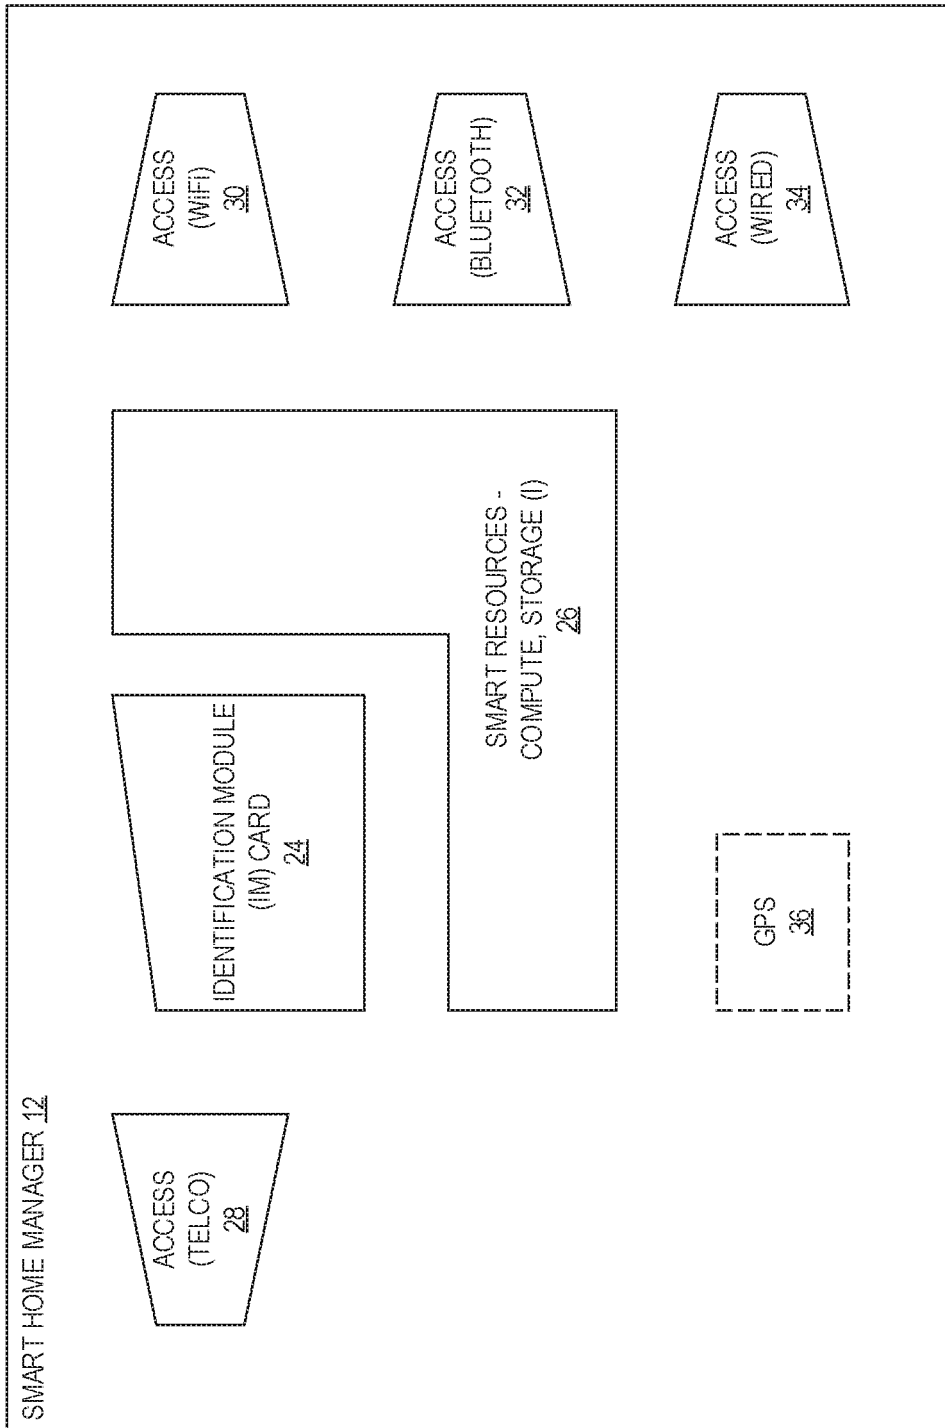 SMART HOME MANAGER 12
ACCESS
(TELCO)
28
IDENTIFICATION MODULE
(IM) CARD
24
SMART RESOURCES -
COMPUTE, STORAGE (I)
26
GPS
36
ACCESS
(WiFi)
30
ACCESS
(BLUETOOTH)
32
ACCESS
(WIRED)
34